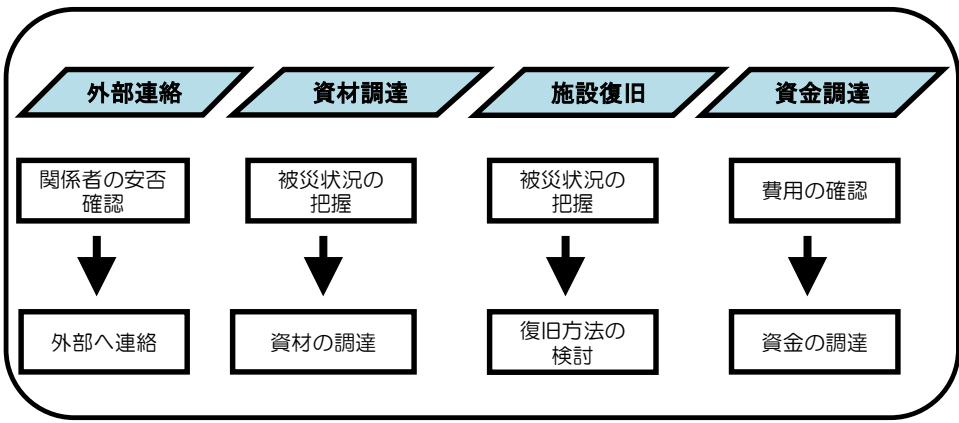 外部連絡
資材調達
施設復旧
資金調達
関係者の安否
確認
被災状況の
把握
被災状況の
把握
費用の確認
外部へ連絡
資材の調達
復旧方法の
検討
資金の調達